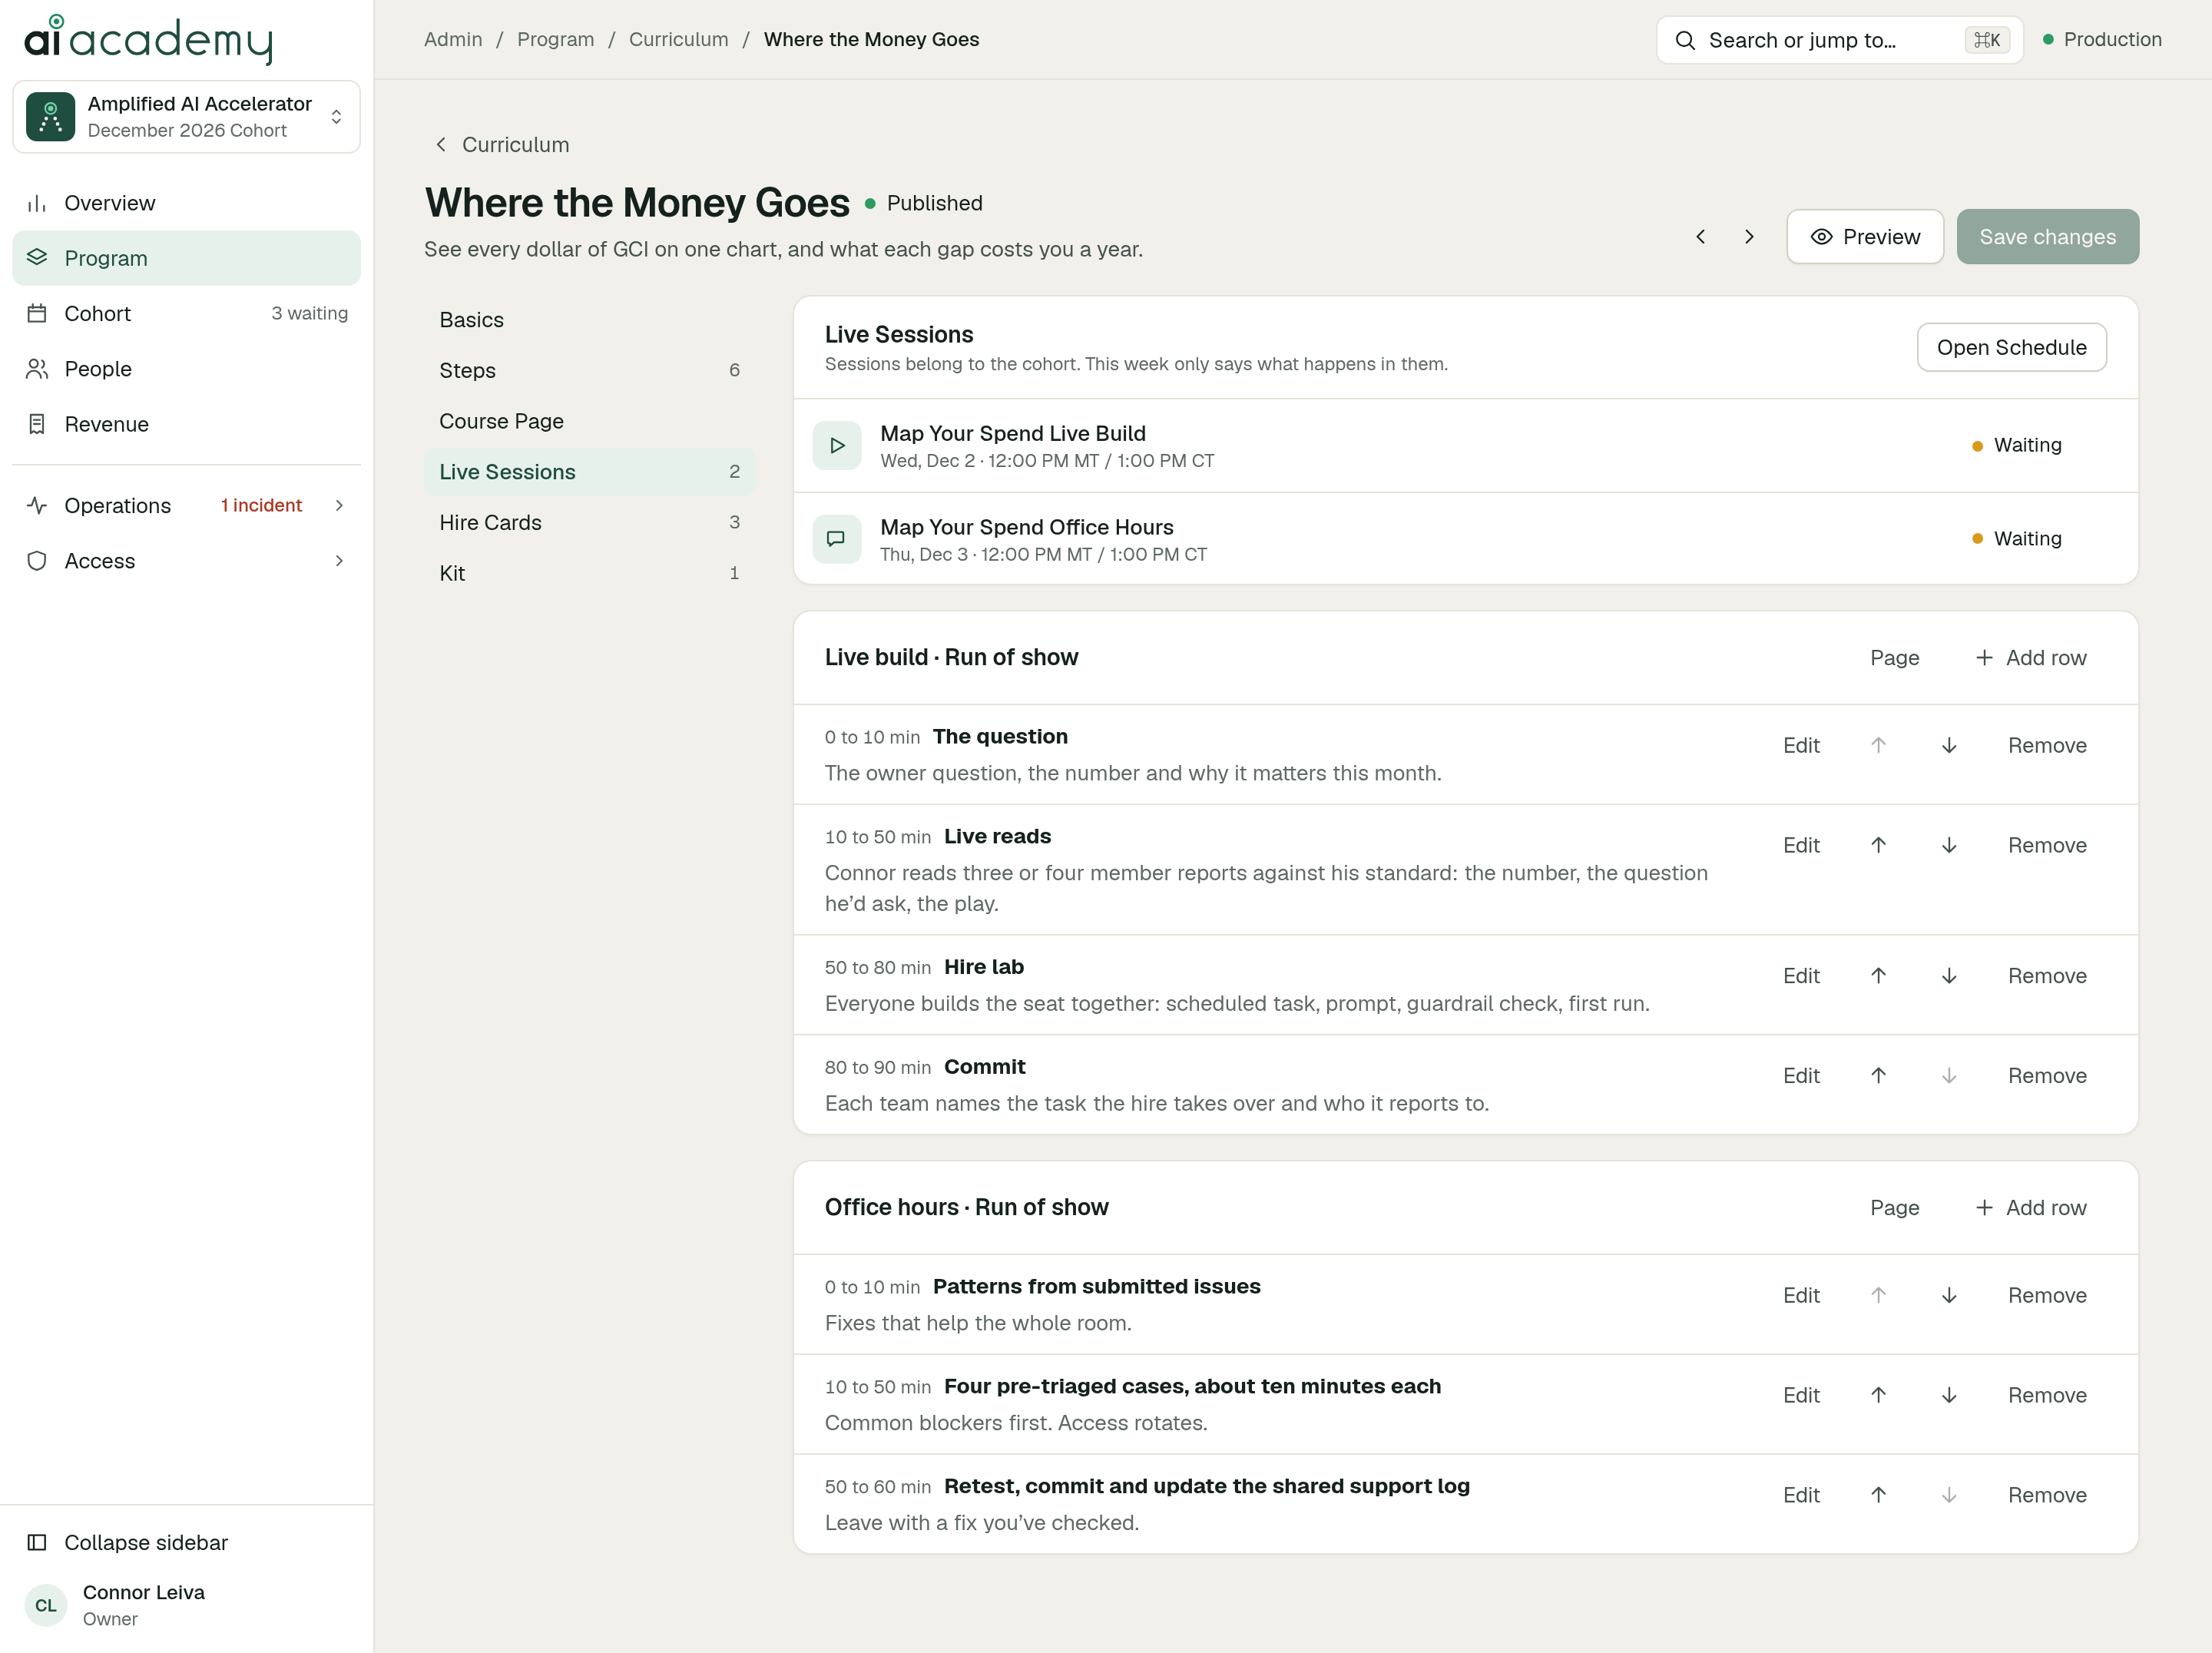 ai academy
Amplified AI Accelerator
December 2026 Cohort
Overview
Program
Cohort 3 waiting
People
Revenue
Operations 1 incident
Access
Collapse sidebar
CL
Connor Leiva
Owner
Admin / Program / Curriculum / Where the Money Goes
Search or jump to... ⌘K
Production
Curriculum
Where the Money Goes Published
See every dollar of GCI on one chart, and what each gap costs you a year.
Preview
Save changes
Basics
Steps 6
Course Page
Live Sessions 2
Hire Cards 3
Kit 1
Live Sessions
Sessions belong to the cohort. This week only says what happens in them.
Open Schedule
Map Your Spend Live Build
Wed, Dec 2 · 12:00 PM MT / 1:00 PM CT
Waiting
Map Your Spend Office Hours
Thu, Dec 3 · 12:00 PM MT / 1:00 PM CT
Waiting
Live build · Run of show Page + Add row
0 to 10 min The question
The owner question, the number and why it matters this month.
Edit ↑ ↓ Remove
10 to 50 min Live reads
Connor reads three or four member reports against his standard: the number, the question
he’d ask, the play.
Edit ↑ ↓ Remove
50 to 80 min Hire lab
Everyone builds the seat together: scheduled task, prompt, guardrail check, first run.
Edit ↑ ↓ Remove
80 to 90 min Commit
Each team names the task the hire takes over and who it reports to.
Edit ↑ ↓ Remove
Office hours · Run of show Page + Add row
0 to 10 min Patterns from submitted issues
Fixes that help the whole room.
Edit ↑ ↓ Remove
10 to 50 min Four pre-triaged cases, about ten minutes each
Common blockers first. Access rotates.
Edit ↑ ↓ Remove
50 to 60 min Retest, commit and update the shared support log
Leave with a fix you’ve checked.
Edit ↑ ↓ Remove